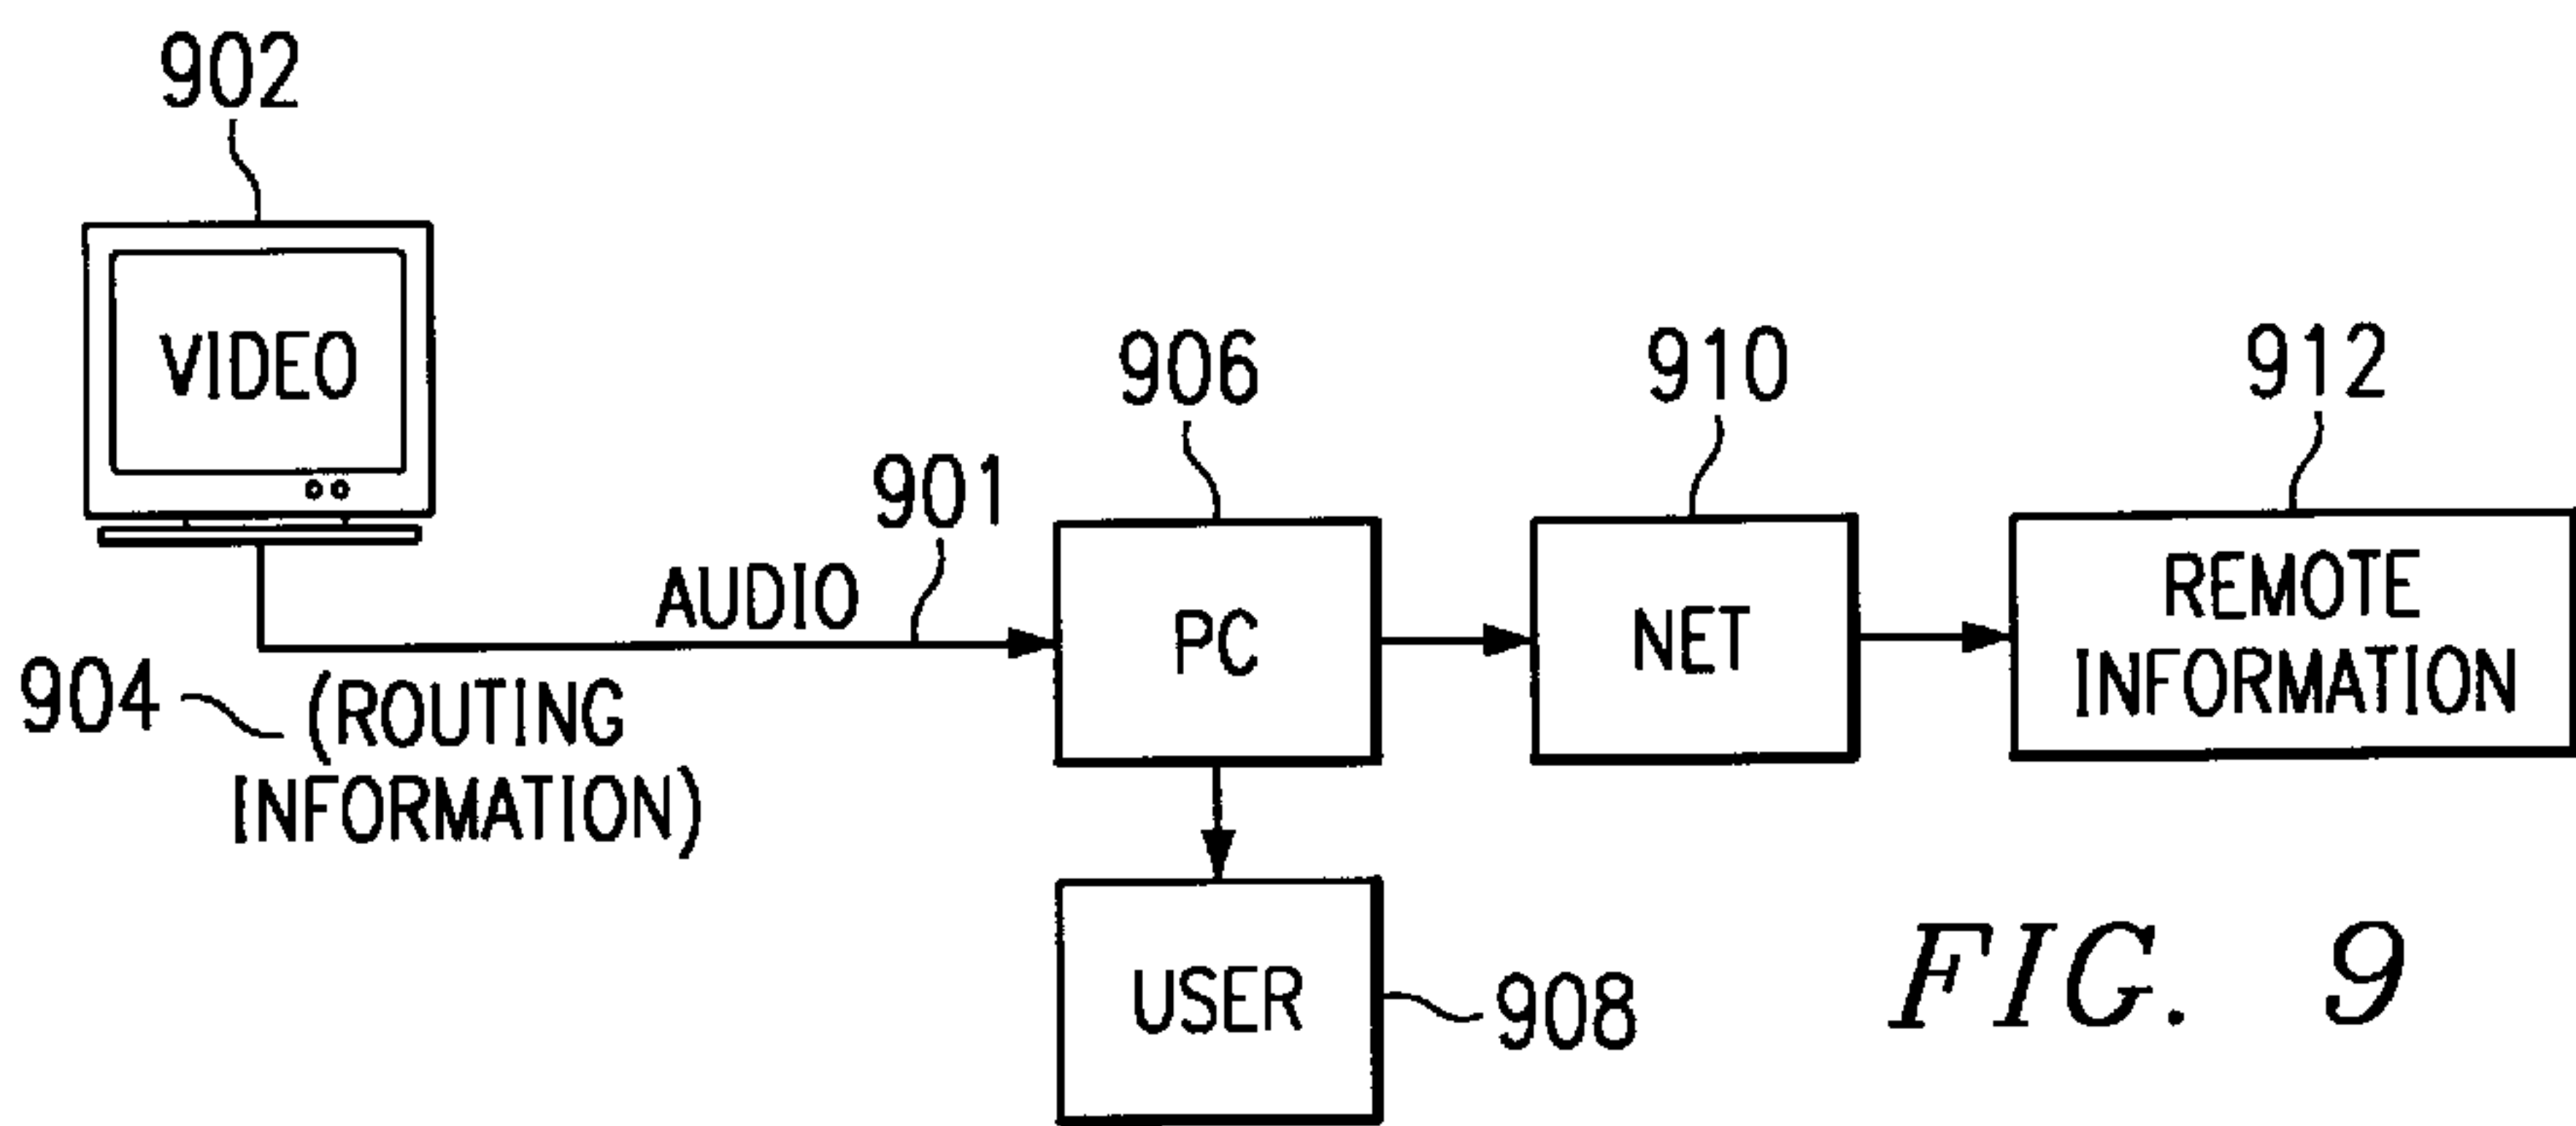 902
VIDEO
904
(ROUTING
INFORMATION)
AUDIO
901
906
PC
USER
908
910
NET
912
REMOTE
INFORMATION
FIG. 9